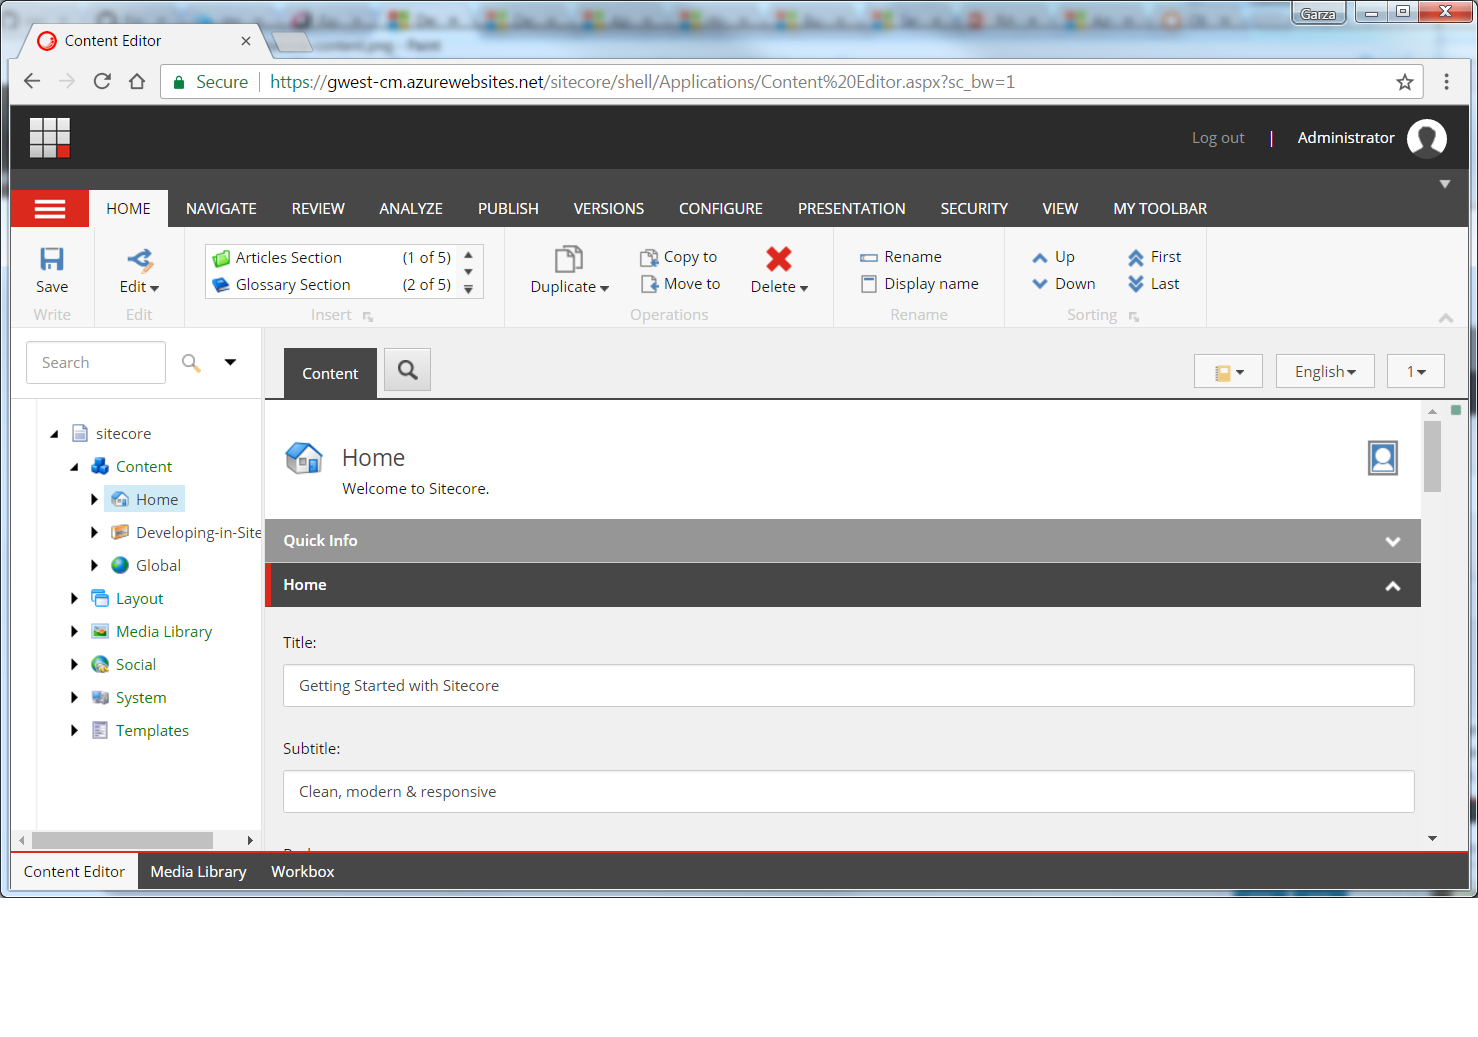 Garza
Content Editor
content.png - Paint
Secure https://gwest-cm.azurewebsites.net/sitecore/shell/Applications/Content%20Editor.aspx?sc_bw=1
Log out | Administrator
HOME NAVIGATE REVIEW ANALYZE PUBLISH VERSIONS CONFIGURE PRESENTATION SECURITY VIEW MY TOOLBAR
Articles Section (1 of 5)
Glossary Section (2 of 5)
Save Edit Duplicate Copy to Move to Delete Rename Display name Up Down First Last
Write Edit Insert Operations Rename Sorting
Search
Content
English 1
sitecore
Content
Home
Developing-in-Site
Global
Layout
Media Library
Social
System
Templates
Home
Welcome to Sitecore.
Quick Info
Home
Title:
Getting Started with Sitecore
Subtitle:
Clean, modern & responsive
Content Editor Media Library Workbox